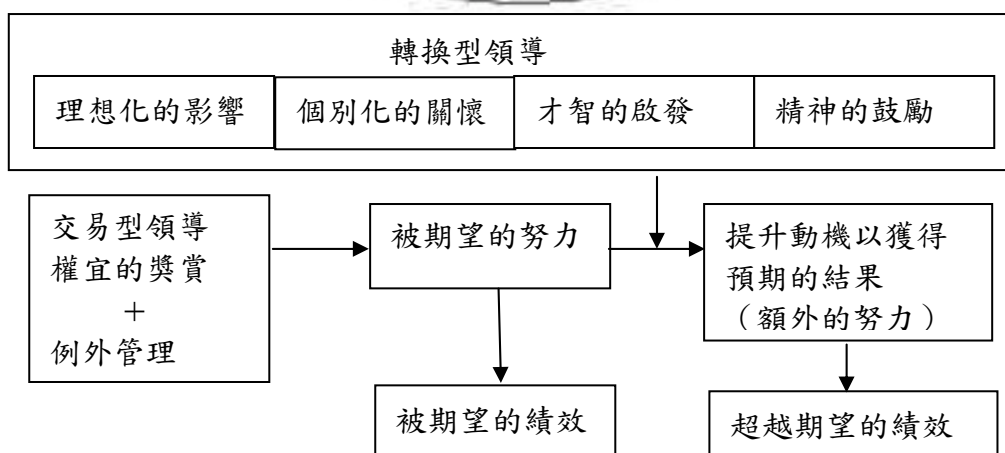 轉換型領導
理想化的影響
個別化的關懷
才智的啟發
精神的鼓勵
交易型領導
權宜的獎賞
＋
例外管理
被期望的努力
提升動機以獲得
預期的結果
（額外的努力）
被期望的績效
超越期望的績效